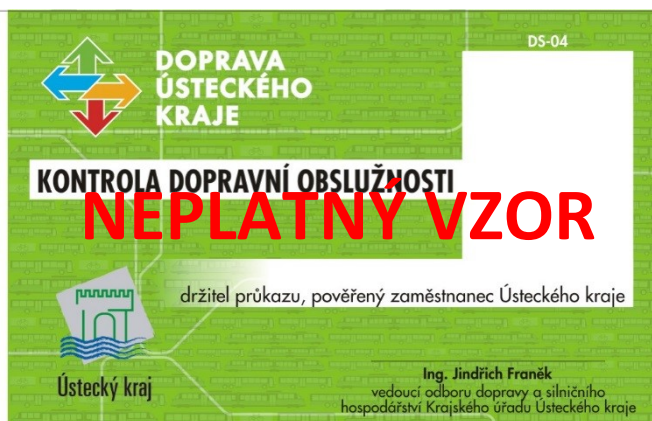 DS-04
DOPRAVA
ÚSTECKÉHO
KRAJE
KONTROLA DOPRAVNÍ OBSLUŽNOSTI
NEPLATNÝ VZOR
držitel průkazu, pověřený zaměstnanec Ústeckého kraje
Ústecký kraj
Ing. Jindřich Franěk
vedoucí odboru dopravy a silničního
hospodářství Krajského úřadu Ústeckého kraje